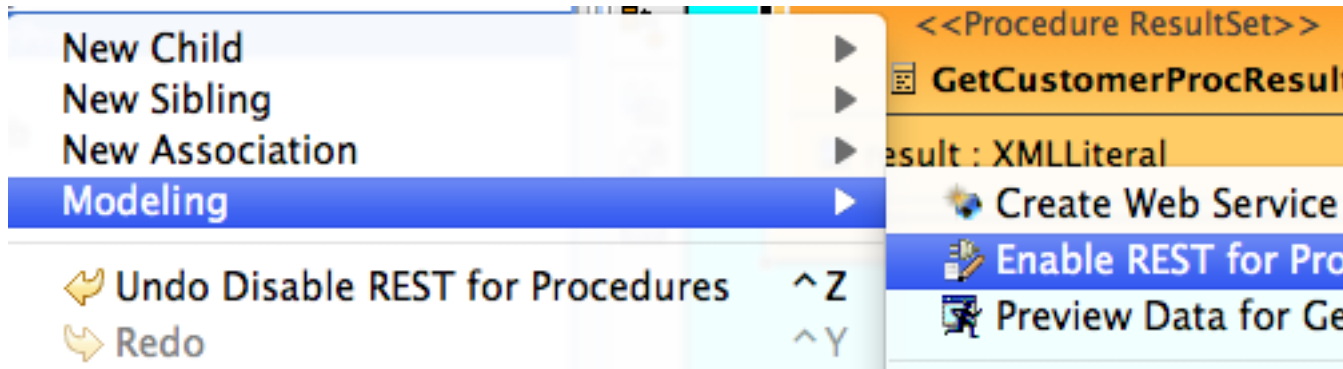 New Child
New Sibling
New Association
Modeling
Undo Disable REST for Procedures ^Z
Redo ^Y
<<Procedure ResultSet>>
GetCustomerProcResult
esult : XMLLiteral
Create Web Service
Enable REST for Pro
Preview Data for Ge